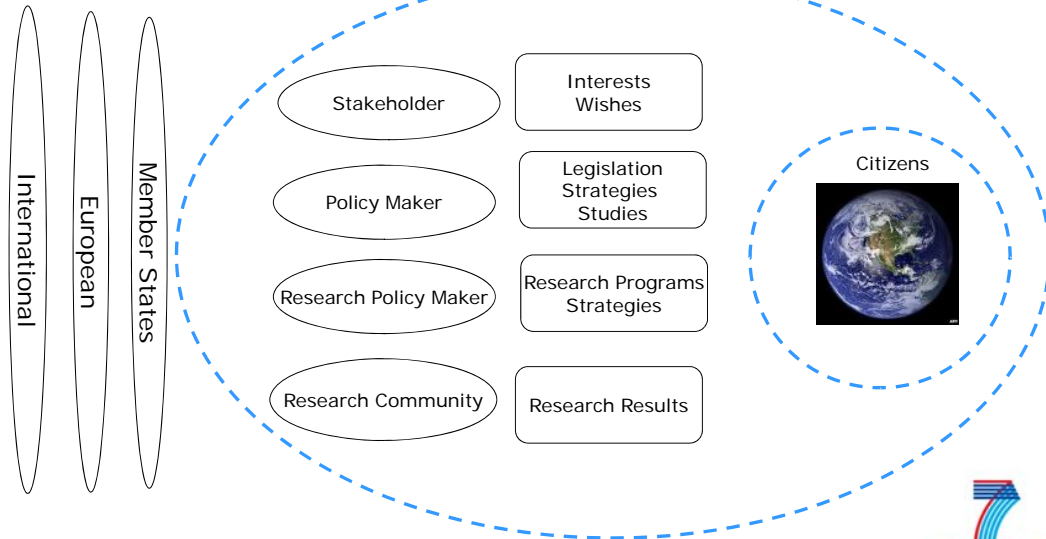 International
European
Member States
Stakeholder
Interests
Wishes
Policy Maker
Legislation
Strategies
Studies
Research Policy Maker
Research Programs
Strategies
Research Community
Research Results
Citizens